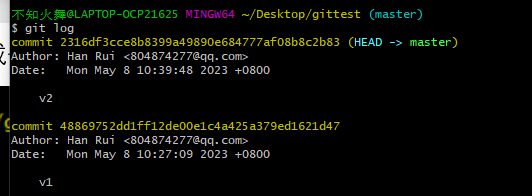 不知火舞@LAPTOP-OCP21625 MINGW64 ~/Desktop/gittest (master)
$ git log
commit 2316df3cce8b8399a49890e684777af08b8c2b83 (HEAD -> master)
Author: Han Rui <804874277@qq.com>
Date:   Mon May 8 10:39:48 2023 +0800

    v2

commit 48869752dd1ff12de00e1c4a425a379ed1621d47
Author: Han Rui <804874277@qq.com>
Date:   Mon May 8 10:27:09 2023 +0800

    v1